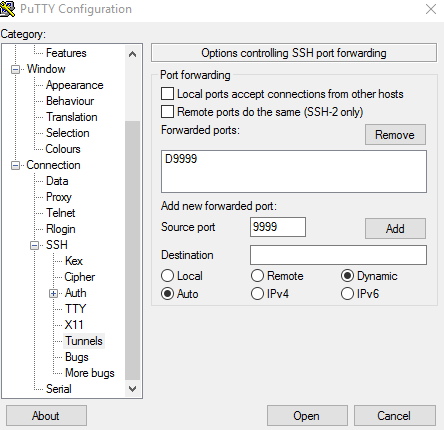 PuTTY Configuration
Category:
Features
Window
Appearance
Behaviour
Translation
Selection
Colours
Connection
Data
Proxy
Telnet
Rlogin
SSH
Kex
Cipher
Auth
TTY
X11
Tunnels
Bugs
More bugs
Serial
Options controlling SSH port forwarding
Port forwarding
Local ports accept connections from other hosts
Remote ports do the same (SSH-2 only)
Forwarded ports: Remove
D9999
Add new forwarded port:
Source port 9999 Add
Destination
Local Remote Dynamic
Auto IPv4 IPv6
About Open Cancel